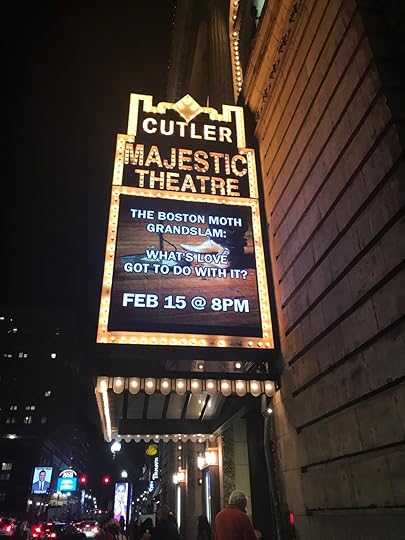 CUTLER
MAJESTIC
THEATRE
THE BOSTON MOTH
GRANDSLAM:
WHAT'S LOVE
GOT TO DO WITH IT?
FEB 15 @ 8PM